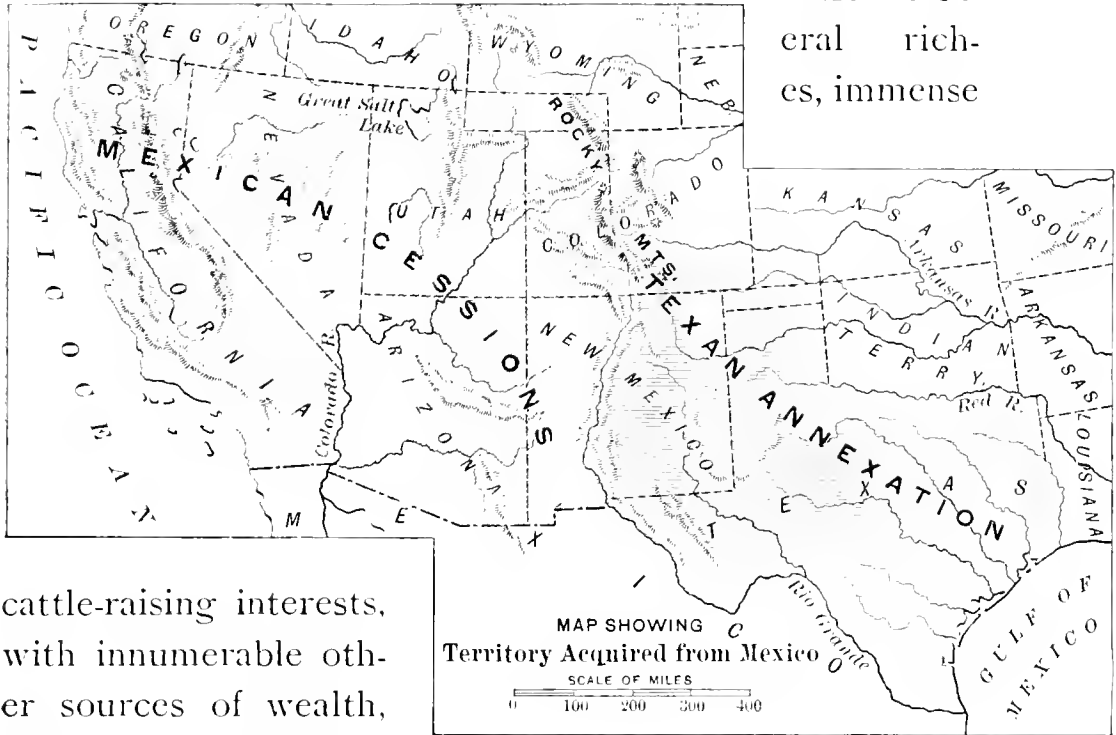 eral rich-
es, immense
OREGON
IDAHO
WYOMING
NEB.
PACIFIC OCEAN
CALIFORNIA
NEVADA
Great Salt
Lake
UTAH
ROCKY MTS.
COLORADO
KANSAS
MISSOURI
MEXICAN CESSIONS
TEXAN ANNEXATION
Arkansas R.
INDIAN
TERRY.
ARKANSAS
Colorado R.
ARIZONA
NEW MEXICO
Red R.
LOUISIANA
TEXAS
MEXICO
Rio Grande
GULF OF
MEXICO
MAP SHOWING
Territory Acquired from Mexico
SCALE OF MILES
0 100 200 300 400
cattle-raising interests,
with innumerable oth-
er sources of wealth,